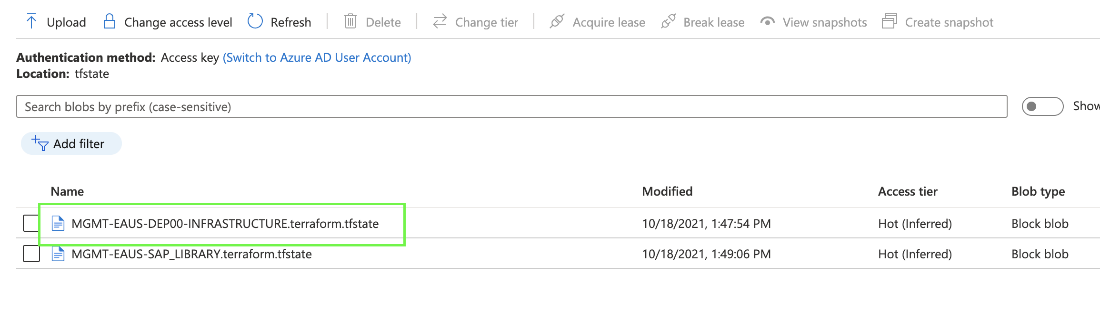 Upload Change access level Refresh Delete Change tier Acquire lease Break lease View snapshots Create snapshot
Authentication method: Access key (Switch to Azure AD User Account)
Location: tfstate
Search blobs by prefix (case-sensitive) Show
Add filter
Name Modified Access tier Blob type
MGMT-EAUS-DEP00-INFRASTRUCTURE.terraform.tfstate 10/18/2021, 1:47:54 PM Hot (Inferred) Block blob
MGMT-EAUS-SAP_LIBRARY.terraform.tfstate 10/18/2021, 1:49:06 PM Hot (Inferred) Block blob